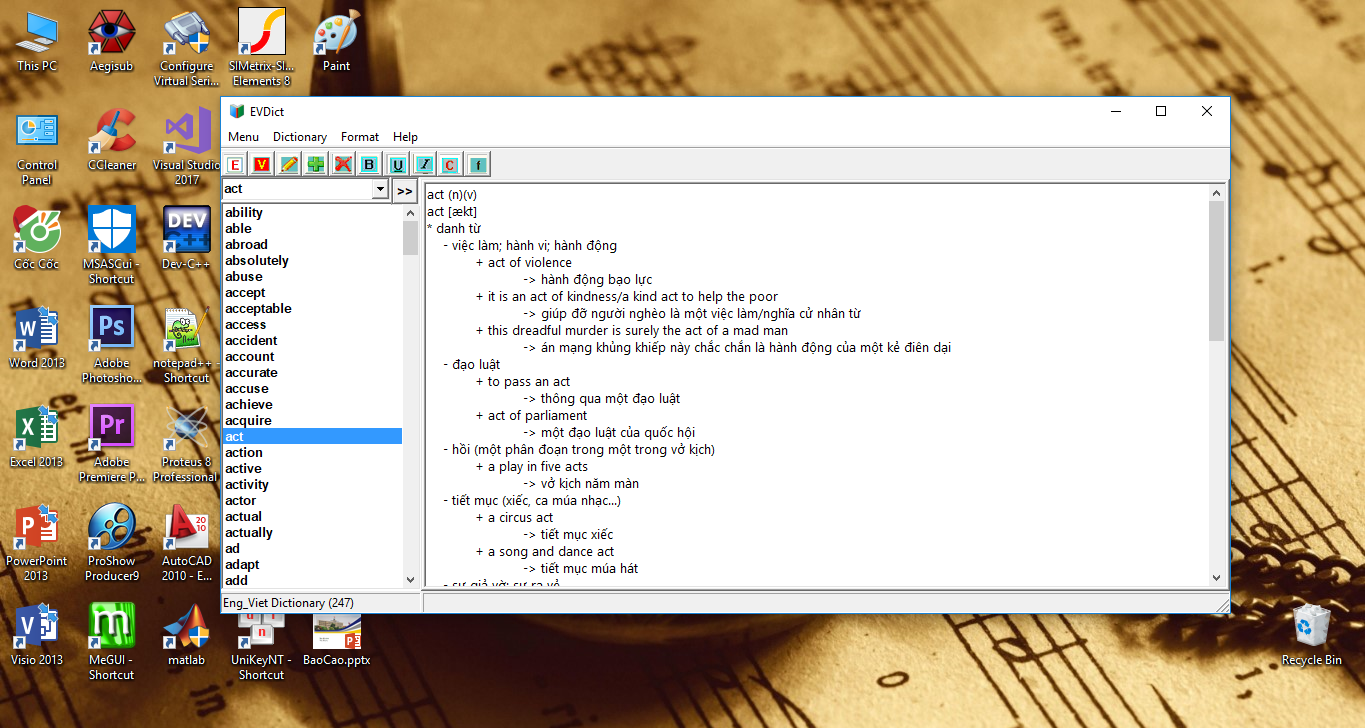 This PC
Aegisub
Configure
Virtual Seri...
SIMetrix-SI...
Elements 8
Paint
Control
Panel
CCleaner
Visual Studio
2017
Cốc Cốc
MSASCui -
Shortcut
DEV
Dev-C++
Word 2013
Ps
Adobe
Photosho...
notepad++ -
Shortcut
Excel 2013
Pr
Adobe
Premiere P...
Proteus 8
Professional
PowerPoint
2013
ProShow
Producer9
2010
AutoCAD
2010 - E...
Visio 2013
MeGUI -
Shortcut
matlab
UniKeyNT -
Shortcut
BaoCao.pptx
Recycle Bin
EVDict
Menu Dictionary Format Help
E V B U I C f
act >>
ability
able
abroad
absolutely
abuse
accept
acceptable
access
accident
account
accurate
accuse
achieve
acquire
act
action
active
activity
actor
actual
actually
ad
adapt
add
act (n)(v)
act [ækt]
* danh từ
- việc làm; hành vi; hành động
+ act of violence
-> hành động bạo lực
+ it is an act of kindness/a kind act to help the poor
-> giúp đỡ người nghèo là một việc làm/nghĩa cử nhân từ
+ this dreadful murder is surely the act of a mad man
-> án mạng khủng khiếp này chắc chắn là hành động của một kẻ điên dại
- đạo luật
+ to pass an act
-> thông qua một đạo luật
+ act of parliament
-> một đạo luật của quốc hội
- hồi (một phân đoạn trong một trong vở kịch)
+ a play in five acts
-> vở kịch năm màn
- tiết mục (xiếc, ca múa nhạc...)
+ a circus act
-> tiết mục xiếc
+ a song and dance act
-> tiết mục múa hát
- sự giả vờ; sự ra vẻ
Eng_Viet Dictionary (247)